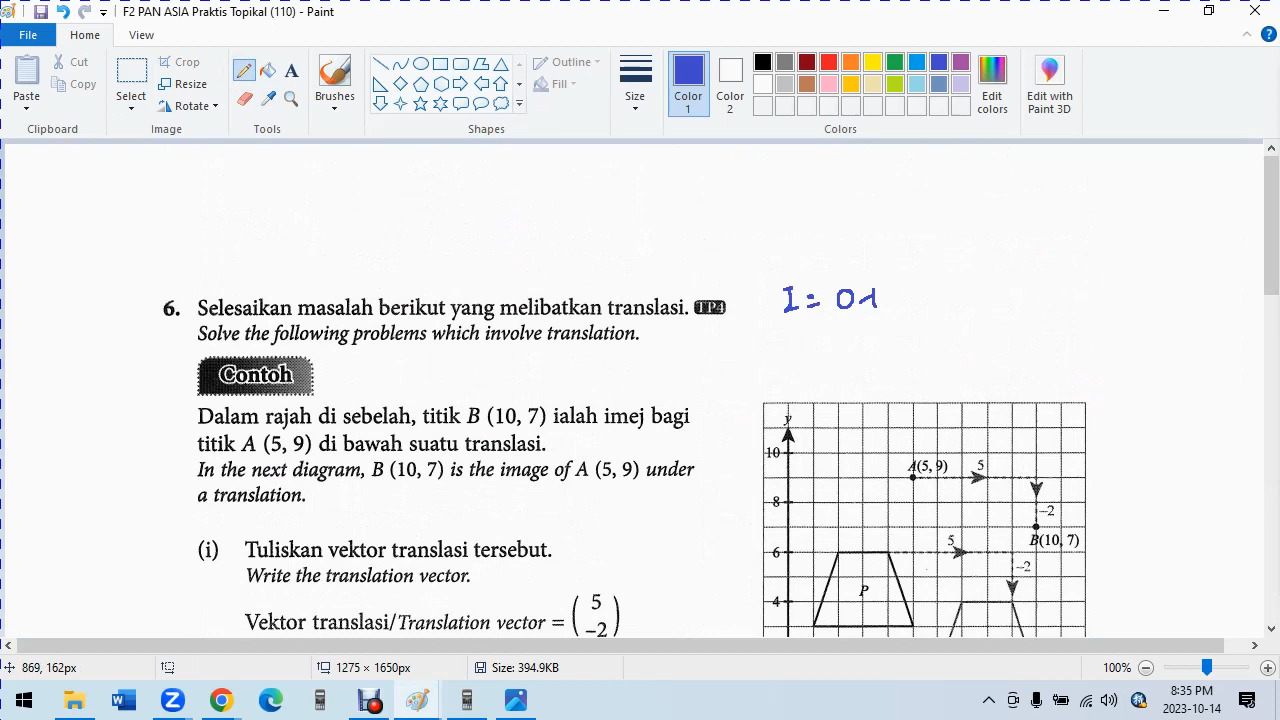 F2 PAN ASIA Praktis Topikal (110) - Paint
File Home View
Paste
Cut
Copy
Clipboard
Select
Crop
Resize
Rotate
Image
Tools
Brushes
Shapes
Outline
Fill
Size
Color 1
Color 2
Colors
Edit colors
Edit with Paint 3D
6. Selesaikan masalah berikut yang melibatkan translasi. TP4
Solve the following problems which involve translation.
I =
Contoh
Dalam rajah di sebelah, titik B (10, 7) ialah imej bagi
titik A (5, 9) di bawah suatu translasi.
In the next diagram, B (10, 7) is the image of A (5, 9) under
a translation.
(i) Tuliskan vektor translasi tersebut.
Write the translation vector.
Vektor translasi/Translation vector = ( 5
–2 )
y
10
8
6
4
A(5, 9)
5
–2
B(10, 7)
5
–2
P
869, 162px
1275 × 1650px
Size: 394.9KB
100%
8:35 PM
2023-10-14